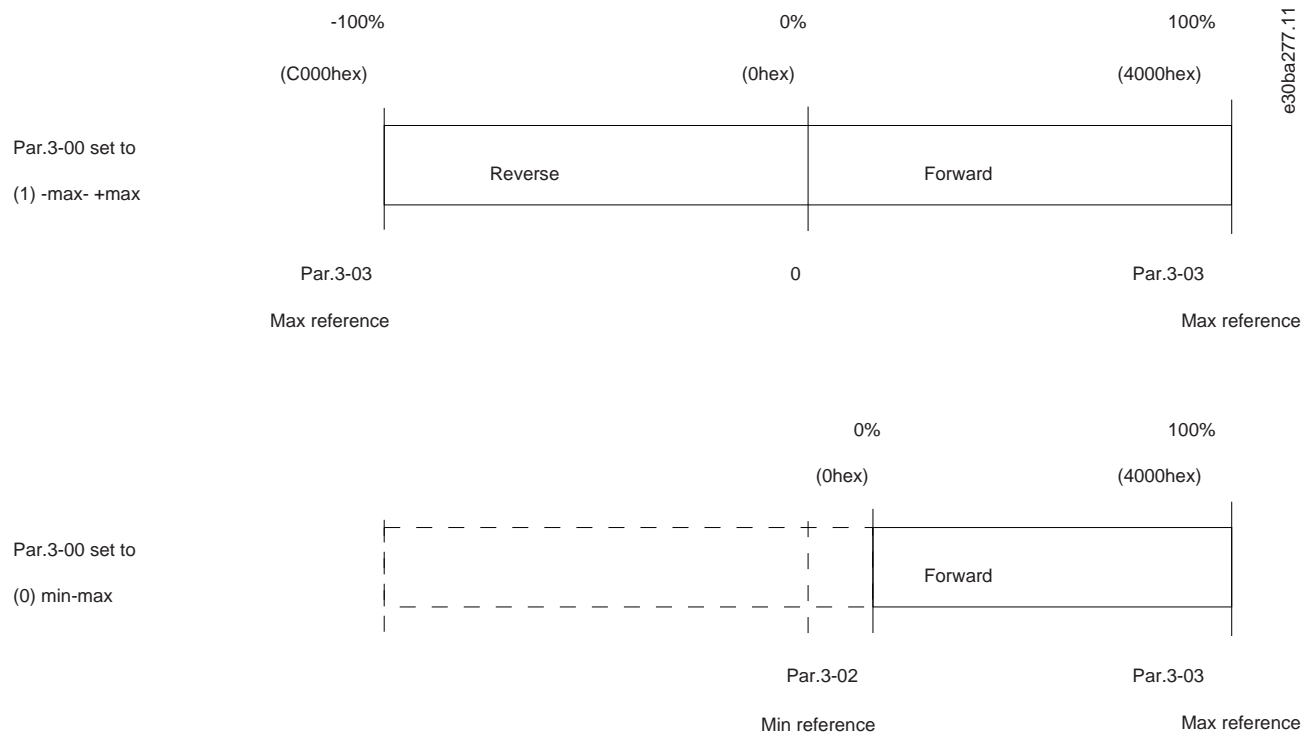 -100%
0%
100%
(C000hex)
(0hex)
(4000hex)
e30ba277.11
Par.3-00 set to
(1) -max- +max
Reverse
Forward
Par.3-03
0
Par.3-03
Max reference
Max reference
0%
100%
(0hex)
(4000hex)
Par.3-00 set to
(0) min-max
Forward
Par.3-02
Par.3-03
Min reference
Max reference